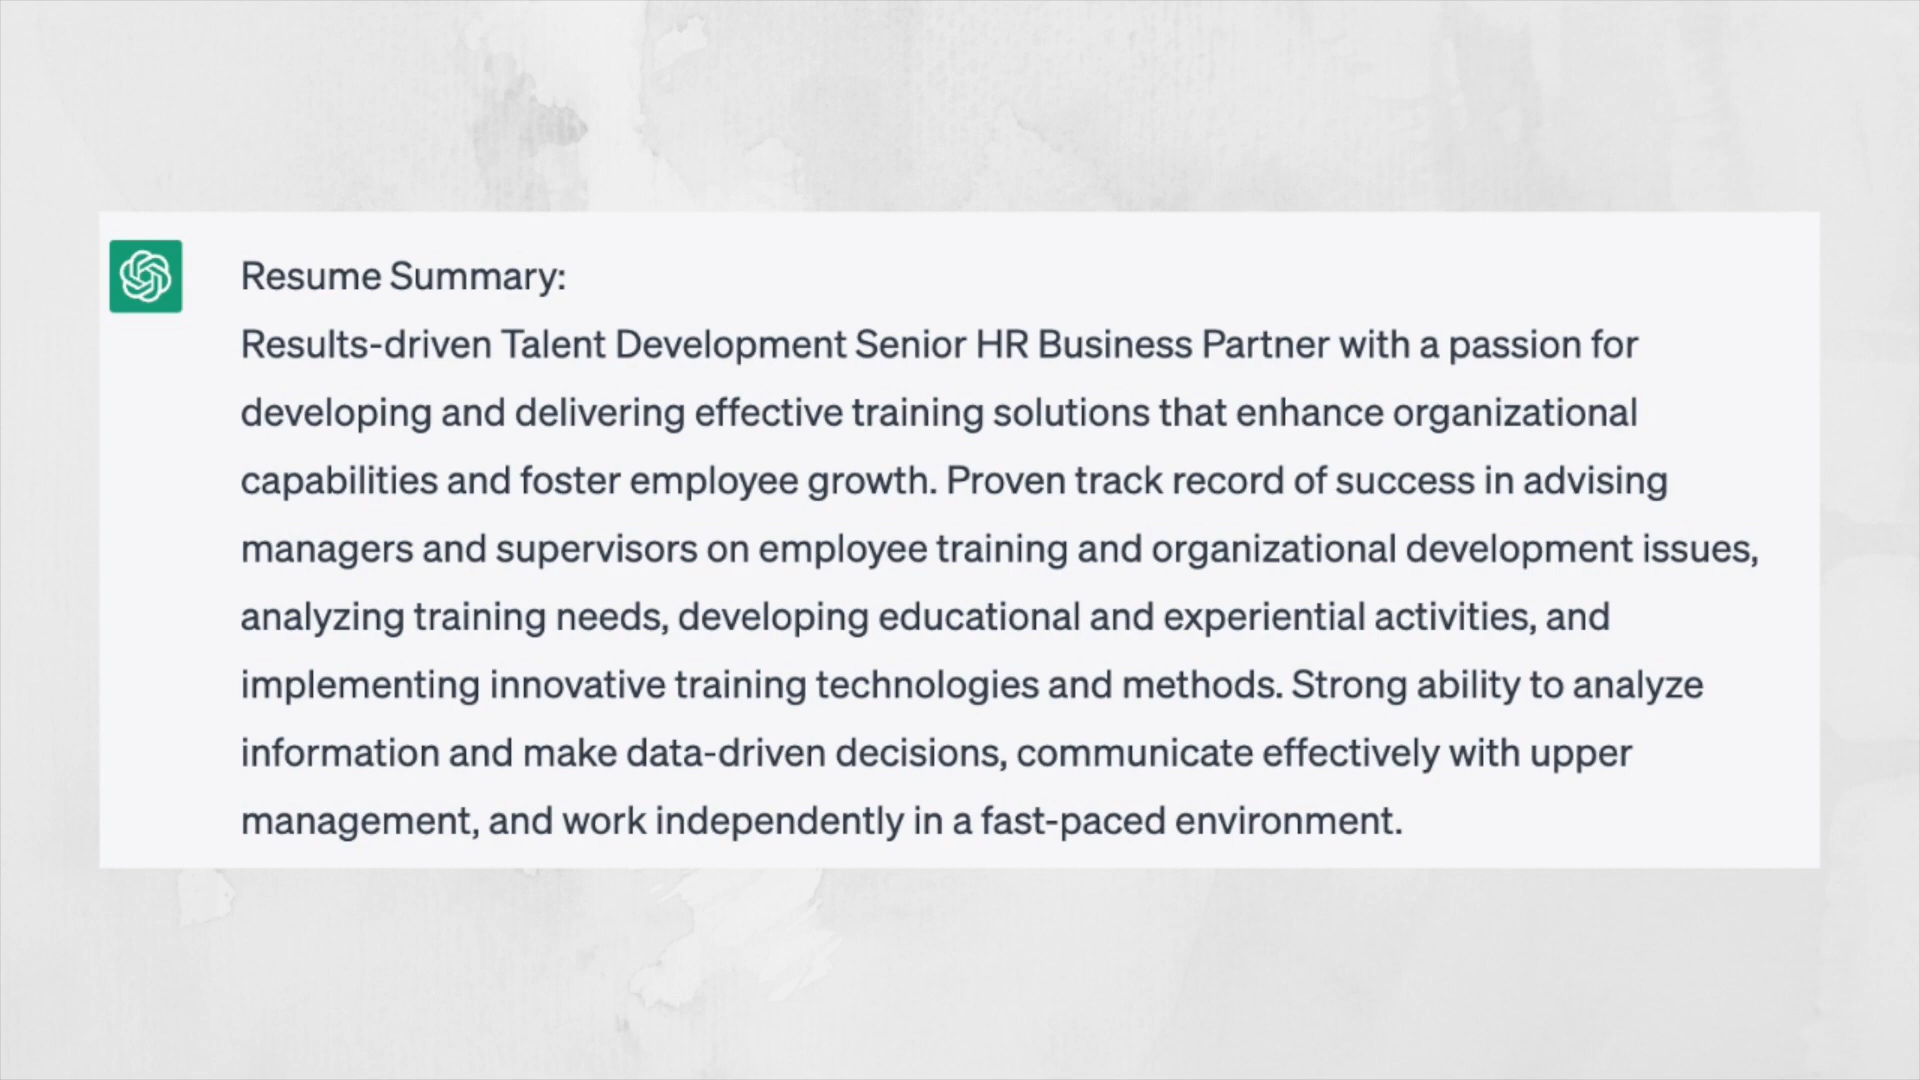 Resume Summary:
Results-driven Talent Development Senior HR Business Partner with a passion for
developing and delivering effective training solutions that enhance organizational
capabilities and foster employee growth. Proven track record of success in advising
managers and supervisors on employee training and organizational development issues,
analyzing training needs, developing educational and experiential activities, and
implementing innovative training technologies and methods. Strong ability to analyze
information and make data-driven decisions, communicate effectively with upper
management, and work independently in a fast-paced environment.